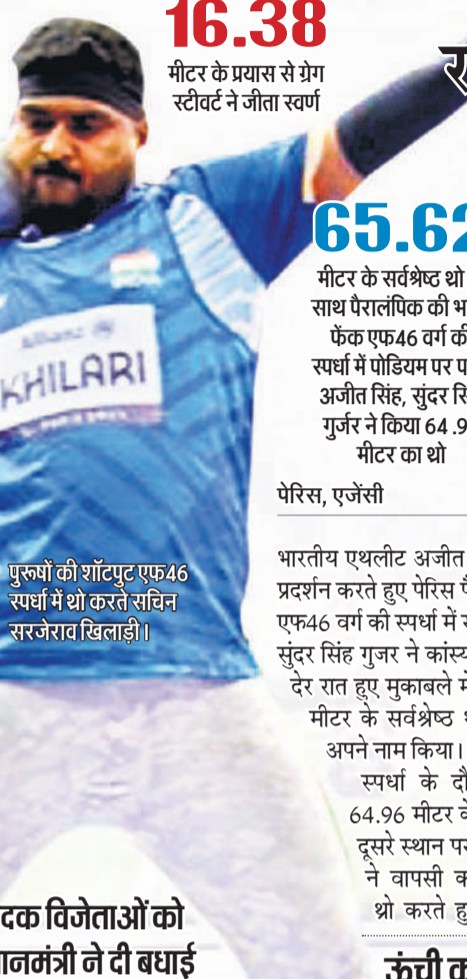 16.38
मीटर के प्रयास से ग्रेग
स्टीवर्ट ने जीता स्वर्ण
65.62
मीटर के सर्वश्रेष्ठ थ्रो
साथ पैरालंपिक की
फेंक एफ46 वर्ग
स्पर्धा में पोडियम पर
अजीत सिंह, सुंदर
गुर्जर ने किया 64.9
मीटर का थ्रो
Allianz
KHILARI
पेरिस, एजेंसी
पुरूषों की शॉटपुट एफ46
स्पर्धा में थ्रो करते सचिन
सरजेराव खिलाड़ी।
भारतीय एथलीट अजीत
प्रदर्शन करते हुए पेरिस
एफ46 वर्ग की स्पर्धा में
सुंदर सिंह गुजर ने
देर रात हुए मुकाबले
मीटर के सर्वश्रेष्ठ
अपने नाम किया।
स्पर्धा के
64.96 मीटर
दूसरे स्थान
ने वापसी
थ्रो करते
दक विजेताओं को
ानमंत्री ने दी बधाई
ऊंची